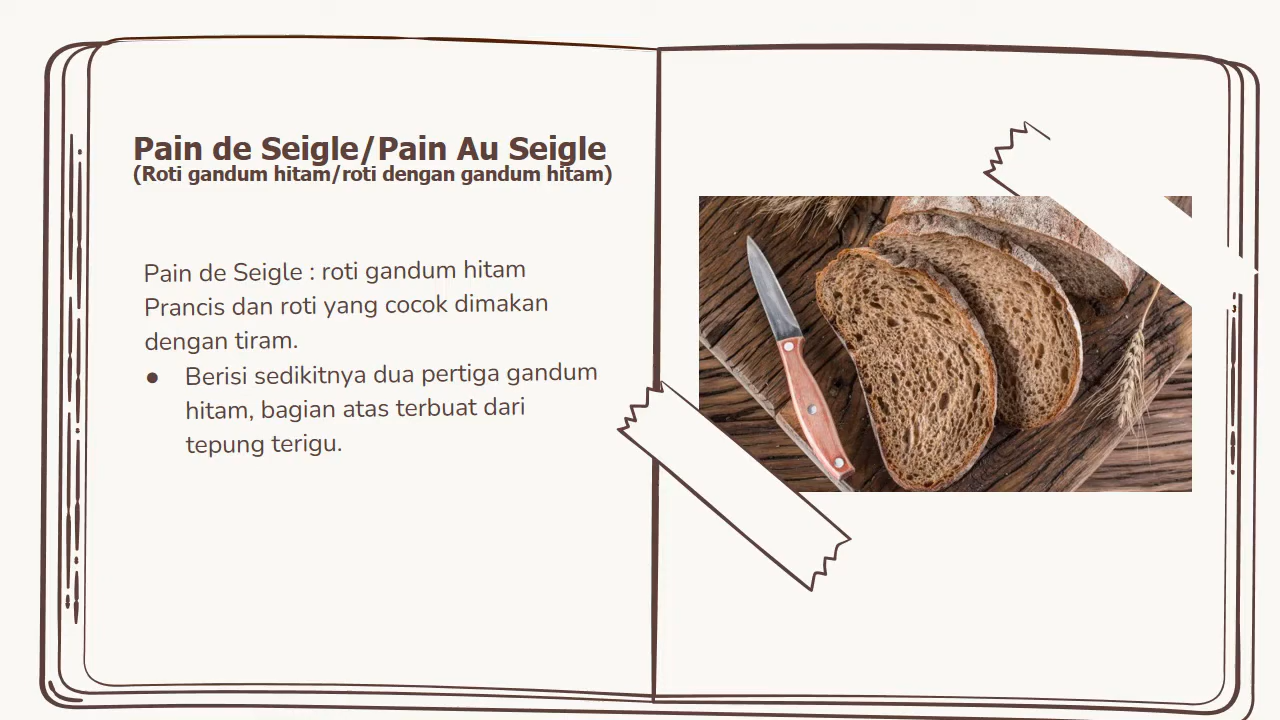 Pain de Seigle/Pain Au Seigle
(Roti gandum hitam/roti dengan gandum hitam)
Pain de Seigle : roti gandum hitam
Prancis dan roti yang cocok dimakan
dengan tiram.
● Berisi sedikitnya dua pertiga gandum
hitam, bagian atas terbuat dari
tepung terigu.